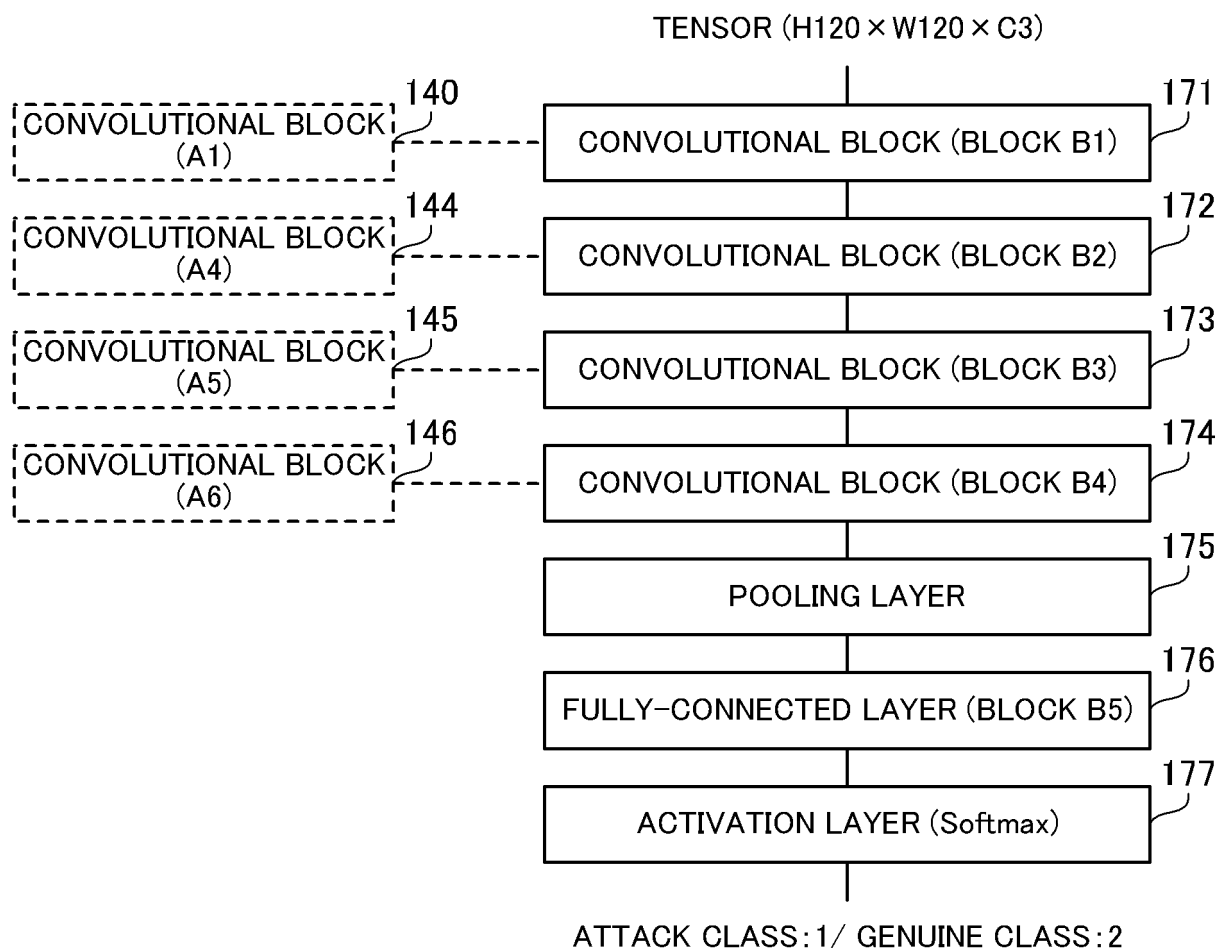 TENSOR (H120×W120×C3)
140
CONVOLUTIONAL BLOCK
(A1)
171
CONVOLUTIONAL BLOCK (BLOCK B1)
144
CONVOLUTIONAL BLOCK
(A4)
172
CONVOLUTIONAL BLOCK (BLOCK B2)
145
CONVOLUTIONAL BLOCK
(A5)
173
CONVOLUTIONAL BLOCK (BLOCK B3)
146
CONVOLUTIONAL BLOCK
(A6)
174
CONVOLUTIONAL BLOCK (BLOCK B4)
175
POOLING LAYER
176
FULLY-CONNECTED LAYER (BLOCK B5)
177
ACTIVATION LAYER (Softmax)
ATTACK CLASS:1/ GENUINE CLASS:2